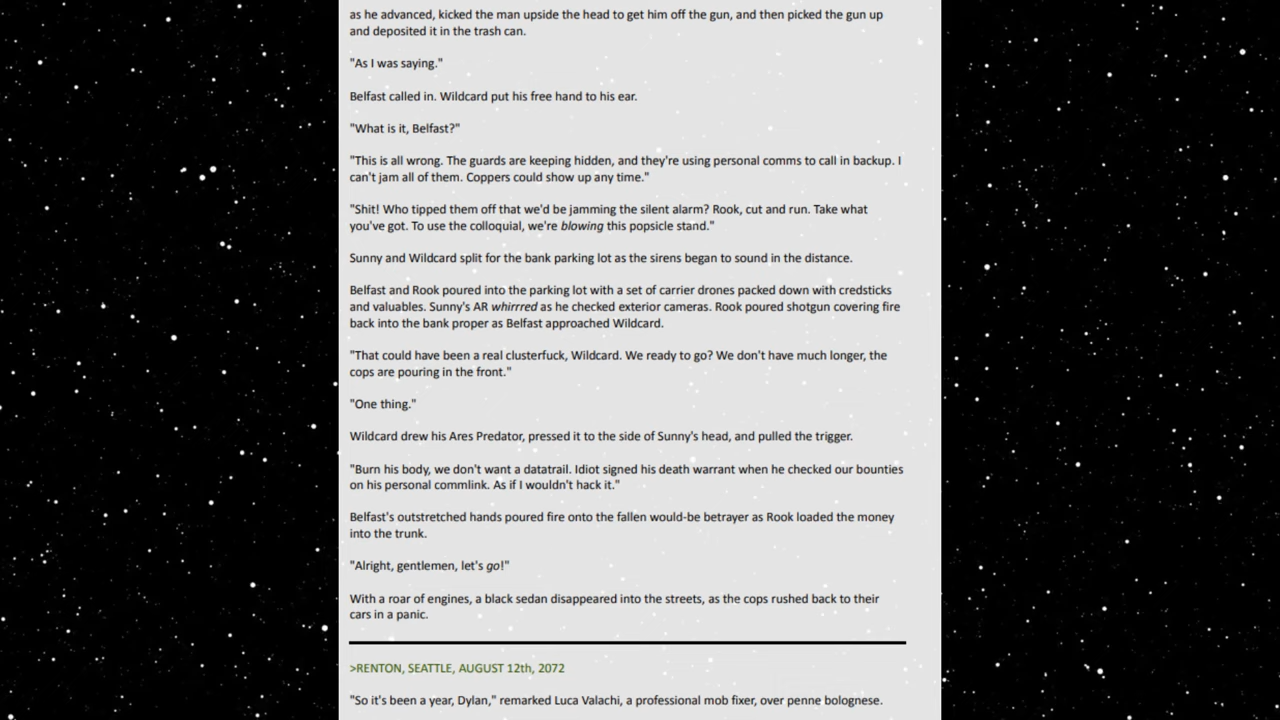 as he advanced, kicked the man upside the head to get him off the gun, and then picked the gun up
and deposited it in the trash can.
"As I was saying."
Belfast called in. Wildcard put his free hand to his ear.
"What is it, Belfast?"
"This is all wrong. The guards are keeping hidden, and they're using personal comms to call in backup. I
can't jam all of them. Coppers could show up any time."
"Shit! Who tipped them off that we'd be jamming the silent alarm? Rook, cut and run. Take what
you've got. To use the colloquial, we're blowing this popsicle stand."
Sunny and Wildcard split for the bank parking lot as the sirens began to sound in the distance.
Belfast and Rook poured into the parking lot with a set of carrier drones packed down with credsticks
and valuables. Sunny's AR whirrred as he checked exterior cameras. Rook poured shotgun covering fire
back into the bank proper as Belfast approached Wildcard.
"That could have been a real clusterfuck, Wildcard. We ready to go? We don't have much longer, the
cops are pouring in the front."
"One thing."
Wildcard drew his Ares Predator, pressed it to the side of Sunny's head, and pulled the trigger.
"Burn his body, we don't want a datatrail. Idiot signed his death warrant when he checked our bounties
on his personal commlink. As if I wouldn't hack it."
Belfast's outstretched hands poured fire onto the fallen would-be betrayer as Rook loaded the money
into the trunk.
"Alright, gentlemen, let's go!"
With a roar of engines, a black sedan disappeared into the streets, as the cops rushed back to their
cars in a panic.
>RENTON, SEATTLE, AUGUST 12th, 2072
"So it's been a year, Dylan," remarked Luca Valachi, a professional mob fixer, over penne bolognese.